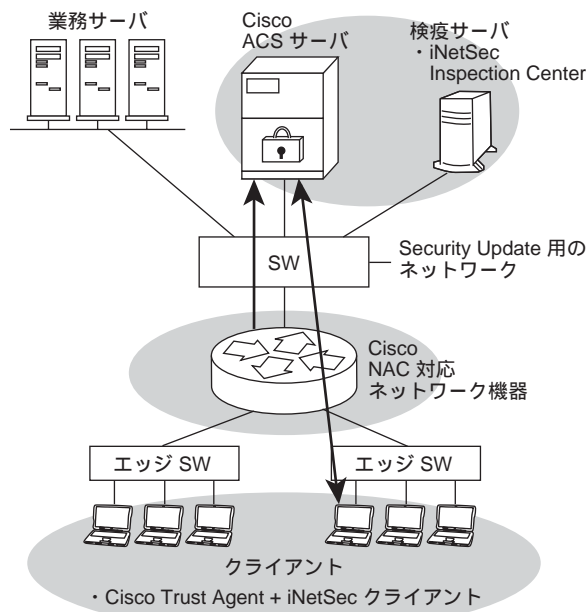 業務サーバ
Cisco
ACS サーバ
検疫サーバ
・iNetSec
Inspection Center
SW
Security Update 用の
ネットワーク
Cisco
NAC 対応
ネットワーク機器
エッジ SW
エッジ SW
クライアント
・Cisco Trust Agent + iNetSec クライアント